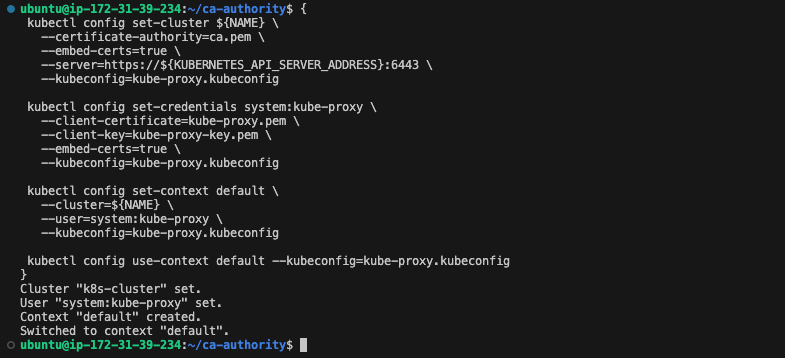 ubuntu@ip-172-31-39-234:~/ca-authority$ {
kubectl config set-cluster ${NAME} \
--certificate-authority=ca.pem \
--embed-certs=true \
--server=https://${KUBERNETES_API_SERVER_ADDRESS}:6443 \
--kubeconfig=kube-proxy.kubeconfig
kubectl config set-credentials system:kube-proxy \
--client-certificate=kube-proxy.pem \
--client-key=kube-proxy-key.pem \
--embed-certs=true \
--kubeconfig=kube-proxy.kubeconfig
kubectl config set-context default \
--cluster=${NAME} \
--user=system:kube-proxy \
--kubeconfig=kube-proxy.kubeconfig
kubectl config use-context default --kubeconfig=kube-proxy.kubeconfig
}
Cluster "k8s-cluster" set.
User "system:kube-proxy" set.
Context "default" created.
Switched to context "default".
ubuntu@ip-172-31-39-234:~/ca-authority$